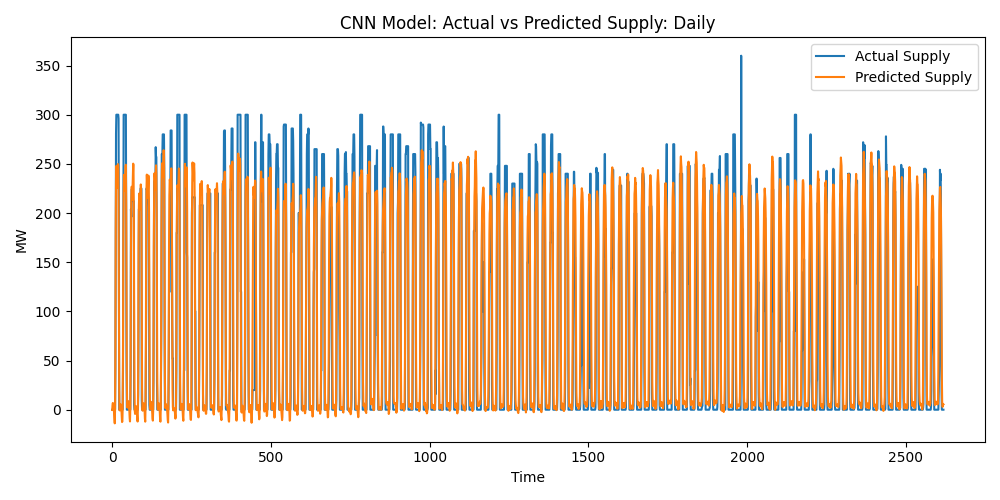 CNN Model: Actual vs Predicted Supply: Daily
Actual Supply
Predicted Supply
350
300
250
200
150
100
50
0
MW
0 500 1000 1500 2000 2500
Time